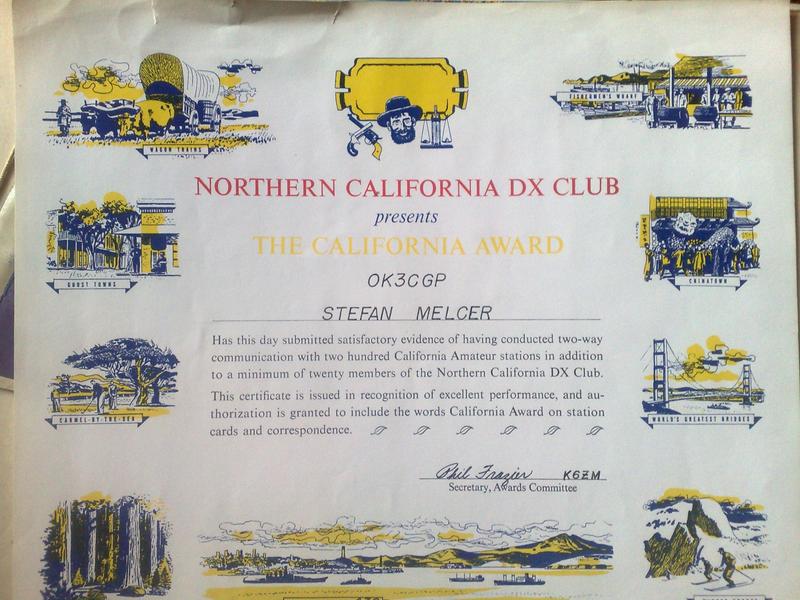 WAGON TRAINS
FISHERMEN'S WHARF
NORTHERN CALIFORNIA DX CLUB
presents
THE CALIFORNIA AWARD
OK3CGP
STEFAN MELCER
GHOST TOWNS
CHINATOWN
Has this day submitted satisfactory evidence of having conducted two-way
communication with two hundred California Amateur stations in addition
to a minimum of twenty members of the Northern California DX Club.
This certificate is issued in recognition of excellent performance, and au-
thorization is granted to include the words California Award on station
cards and correspondence.
CARMEL-BY-THE-SEA
WORLD'S GREATEST BRIDGES
Phil Frazier K6ZM
Secretary, Awards Committee